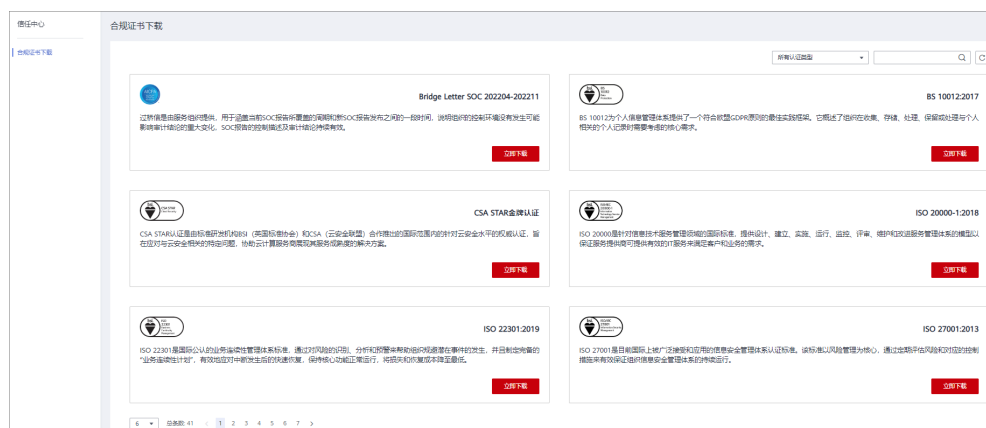 信任中心
合规证书下载
合规证书下载
所有认证类型
Bridge Letter SOC 202204-202211
过桥信是由服务组织提供，用于涵盖当前SOC报告所覆盖的周期和新SOC报告发布之间的一段时间，说明组织的控制环境没有发生可能
影响审计结论的重大变化，SOC报告的控制描述及审计结论持续有效。
立即下载
BS 10012:2017
BS 10012为个人信息管理体系提供了一个符合欧盟GDPR原则的最佳实践框架。它概述了组织在收集、存储、处理、保留或处理与个人
相关的个人记录时需要考虑的核心需求。
立即下载
CSA STAR金牌认证
CSA STAR认证是由标准研发机构BSI（英国标准协会）和CSA（云安全联盟）合作推出的国际范围内的针对云安全水平的权威认证，旨
在应对与云安全相关的特定问题，协助云计算服务商展现其服务成熟度的解决方案。
立即下载
ISO 20000-1:2018
ISO 20000是针对信息技术服务管理领域的国际标准，提供设计、建立、实施、运行、监控、评审、维护和改进服务管理体系的模型以
保证服务提供商可提供有效的IT服务来满足客户和业务的需求。
立即下载
ISO 22301:2019
ISO 22301是国际公认的业务连续性管理体系标准，通过对风险的识别、分析和预警来帮助组织规避潜在事件的发生，并且制定完备的
“业务连续性计划”，有效地应对中断发生后的快速恢复，保持核心功能正常运行，将损失和恢复成本降至最低。
立即下载
ISO 27001:2013
ISO 27001是目前国际上被广泛接受和应用的信息安全管理体系认证标准。该标准以风险管理为核心，通过定期评估风险和对应的控制
措施来有效保证组织信息安全管理体系的持续运行。
立即下载
6 总条数: 41 < 1 2 3 4 5 6 7 >